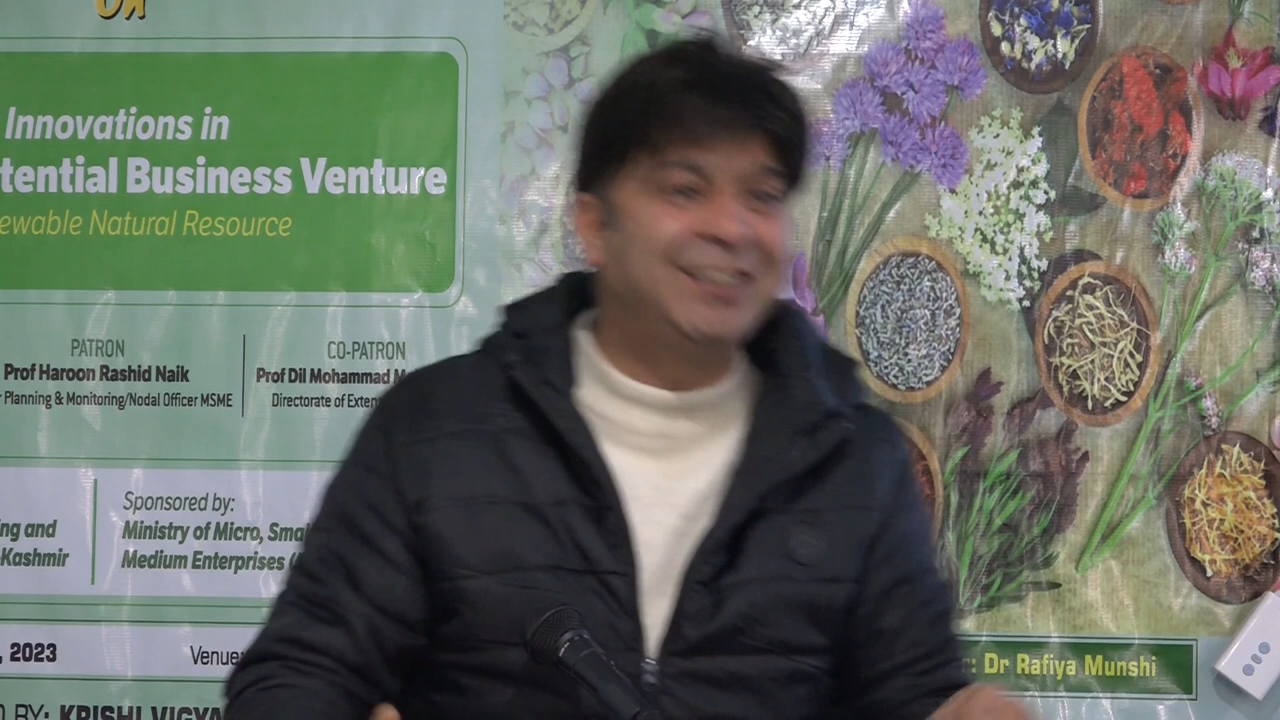 ON
Innovations in
tential Business Venture
ewable Natural Resource
PATRON
Prof Haroon Rashid Naik
Planning & Monitoring/Nodal Officer MSME
CO-PATRON
Prof Dil Mohammad M
Directorate of Exten
ing and
Kashmir
Sponsored by:
Ministry of Micro, Smal
Medium Enterprises (
, 2023
Venue
D BY: KRISHI VIGYA
: Dr Rafiya Munshi